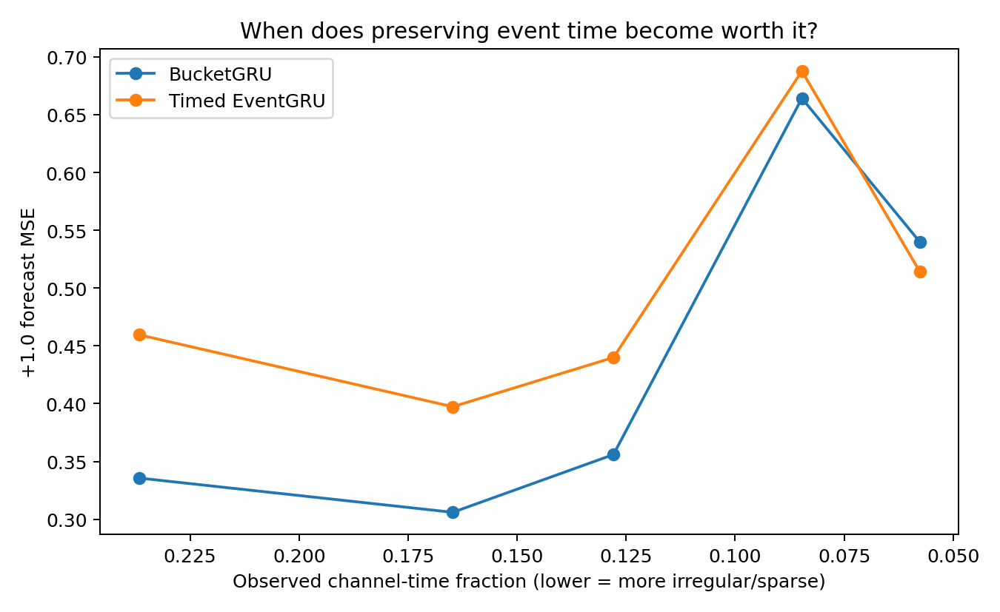 When does preserving event time become worth it?
BucketGRU
Timed EventGRU
+1.0 forecast MSE
0.70
0.65
0.60
0.55
0.50
0.45
0.40
0.35
0.30
0.225 0.200 0.175 0.150 0.125 0.100 0.075 0.050
Observed channel-time fraction (lower = more irregular/sparse)